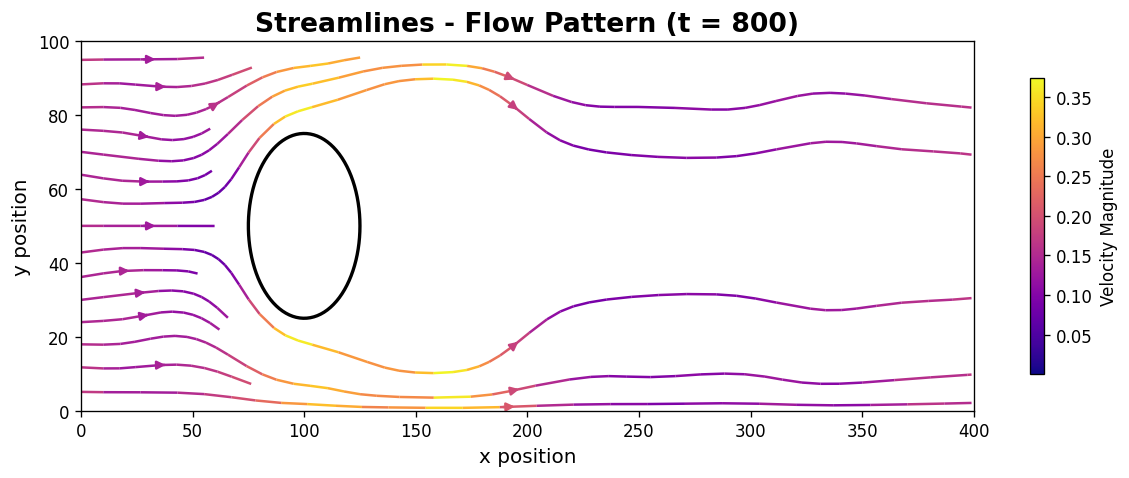 Streamlines - Flow Pattern (t = 800)
100
80
60
40
20
0
y position
0 50 100 150 200 250 300 350 400
x position
0.35
0.30
0.25
0.20
0.15
0.10
0.05
Velocity Magnitude